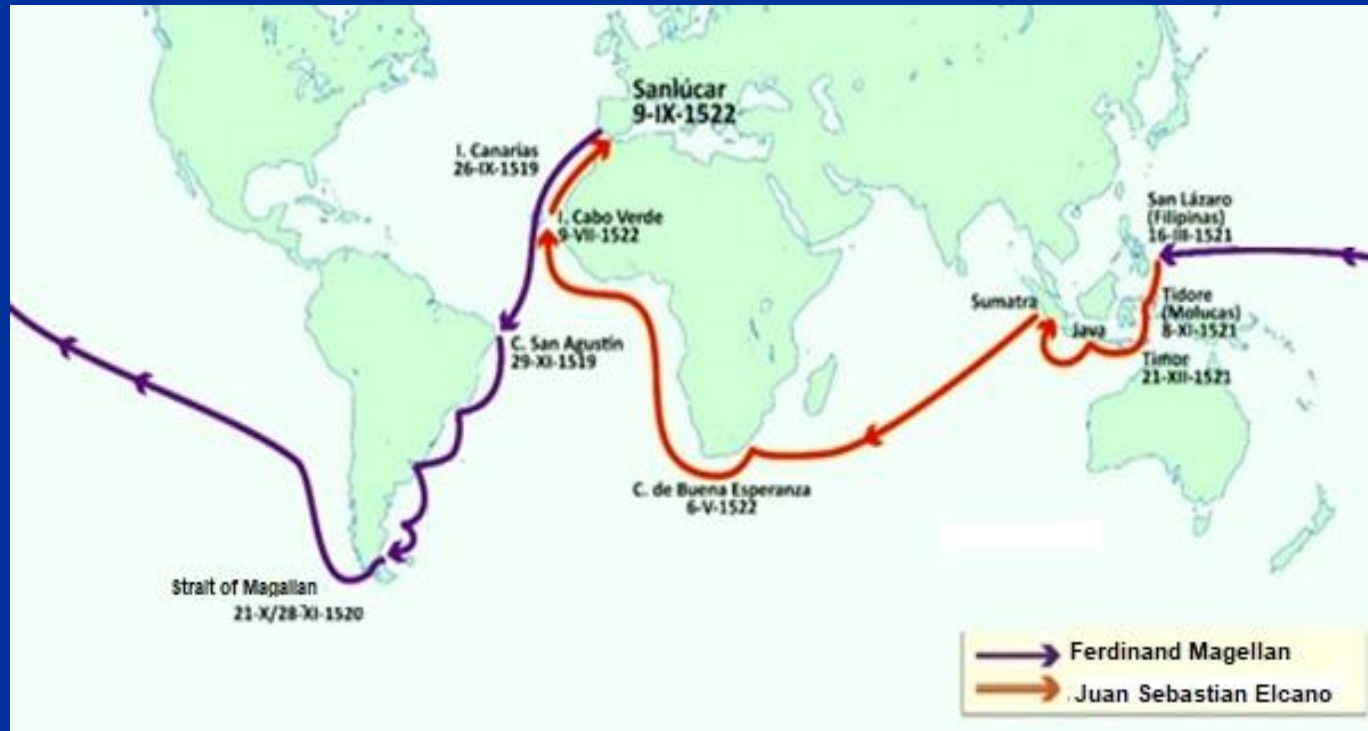 Sanlúcar
9-IX-1522
I. Canarias
26-IX-1519
I. Cabo Verde
9-VII-1522
San Lázaro
(Filipinas)
16-III-1521
Sumatra
Java
Tidore
(Molucas)
8-XI-1521
Timor
21-XII-1521
C. San Agustín
29-XI-1519
C. de Buena Esperanza
6-V-1522
Strait of Magallan
21-X/28-XI-1520
Ferdinand Magellan
Juan Sebastian Elcano